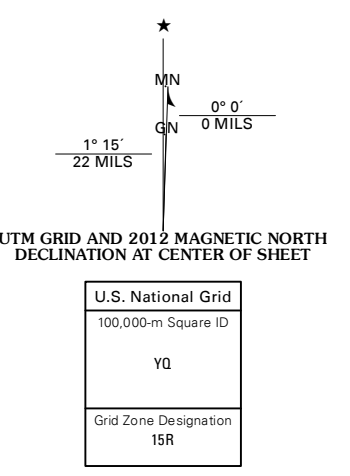 ★
MN
0° 0´
GN
0 MILS
1° 15´
22 MILS
UTM GRID AND 2012 MAGNETIC NORTH
DECLINATION AT CENTER OF SHEET
U.S. National Grid
100,000-m Square ID
YQ
Grid Zone Designation
15R